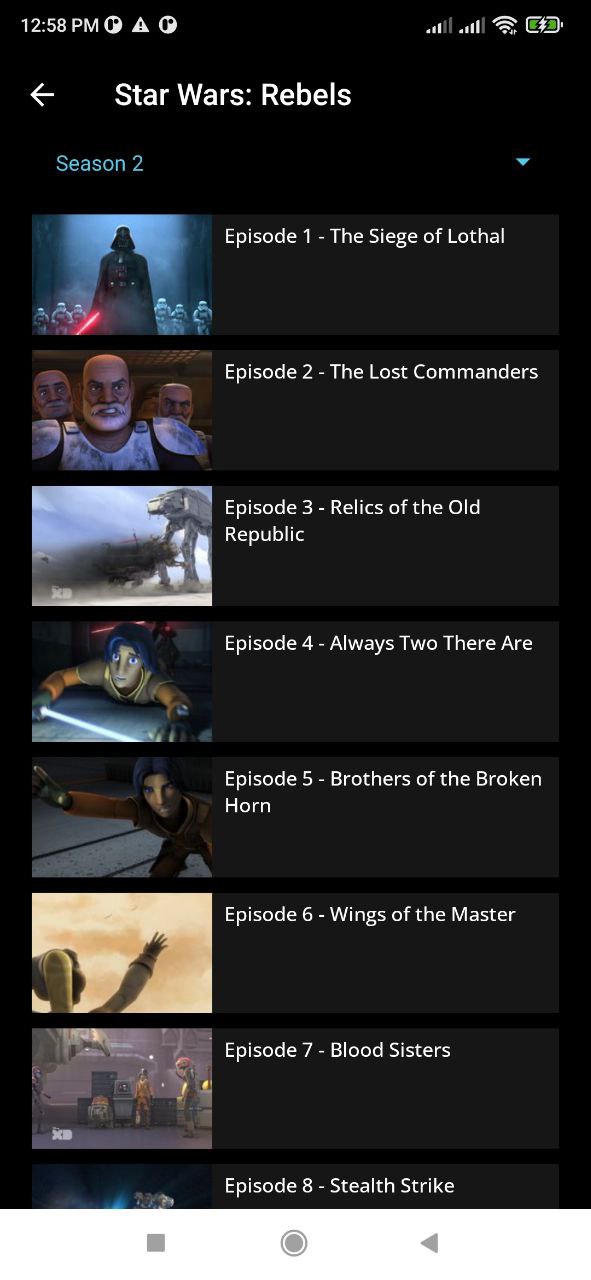 12:58 PM
Star Wars: Rebels
Season 2
Episode 1 - The Siege of Lothal
Episode 2 - The Lost Commanders
Episode 3 - Relics of the Old
Republic
XD
Episode 4 - Always Two There Are
Episode 5 - Brothers of the Broken
Horn
Episode 6 - Wings of the Master
Episode 7 - Blood Sisters
XD
Episode 8 - Stealth Strike